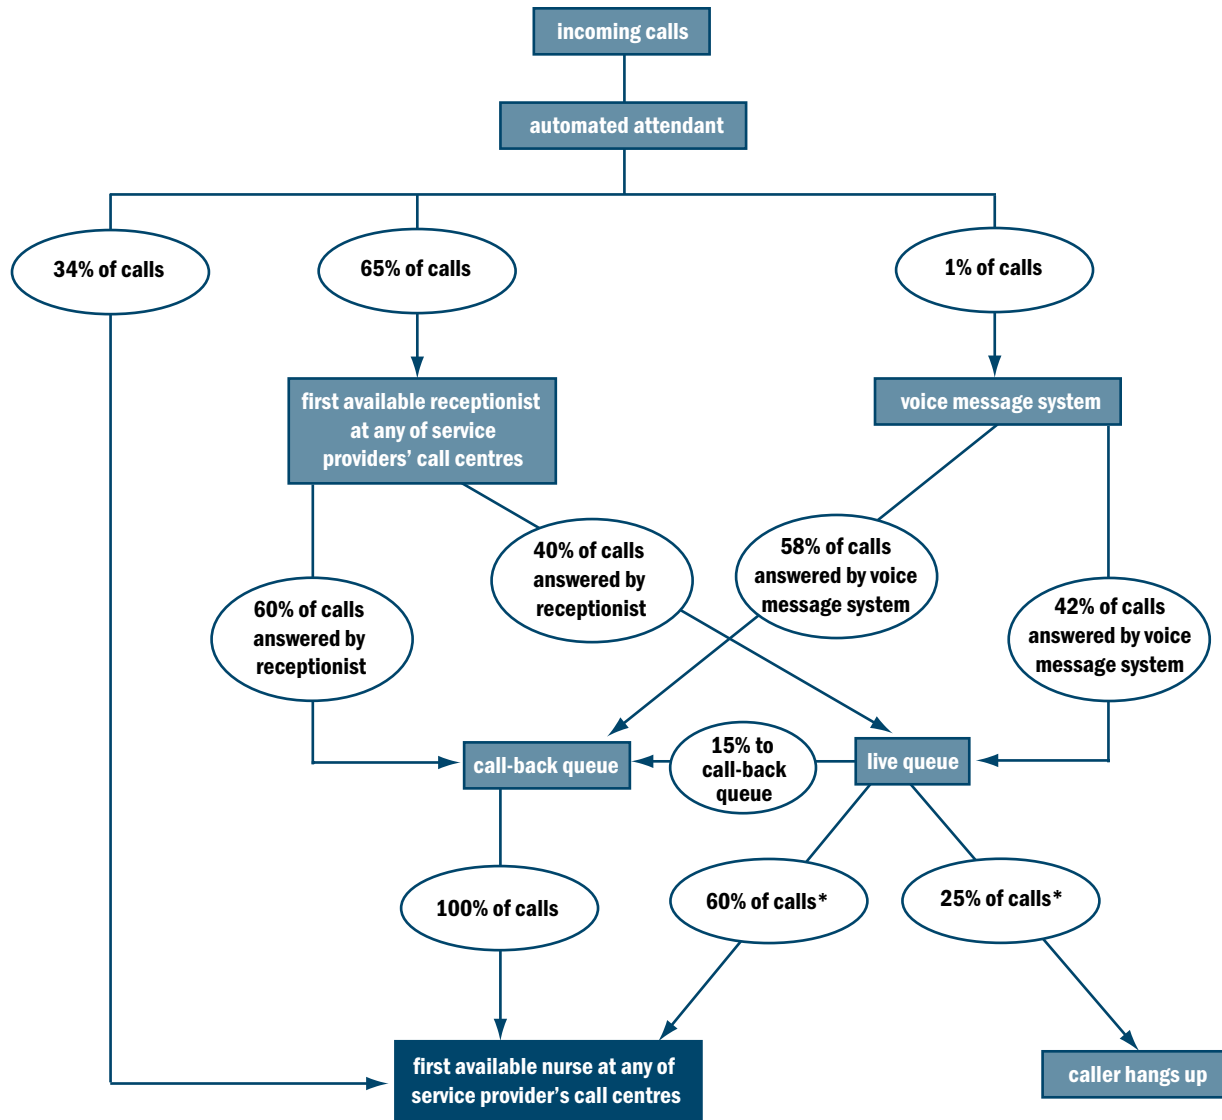 incoming calls
automated attendant
34% of calls
65% of calls
1% of calls
first available receptionist
at any of service
providers’ call centres
voice message system
40% of calls
answered by
receptionist
58% of calls
answered by voice
message system
60% of calls
answered by
receptionist
42% of calls
answered by voice
message system
call-back queue
15% to
call-back
queue
live queue
100% of calls
60% of calls*
25% of calls*
first available nurse at any of
service provider’s call centres
caller hangs up